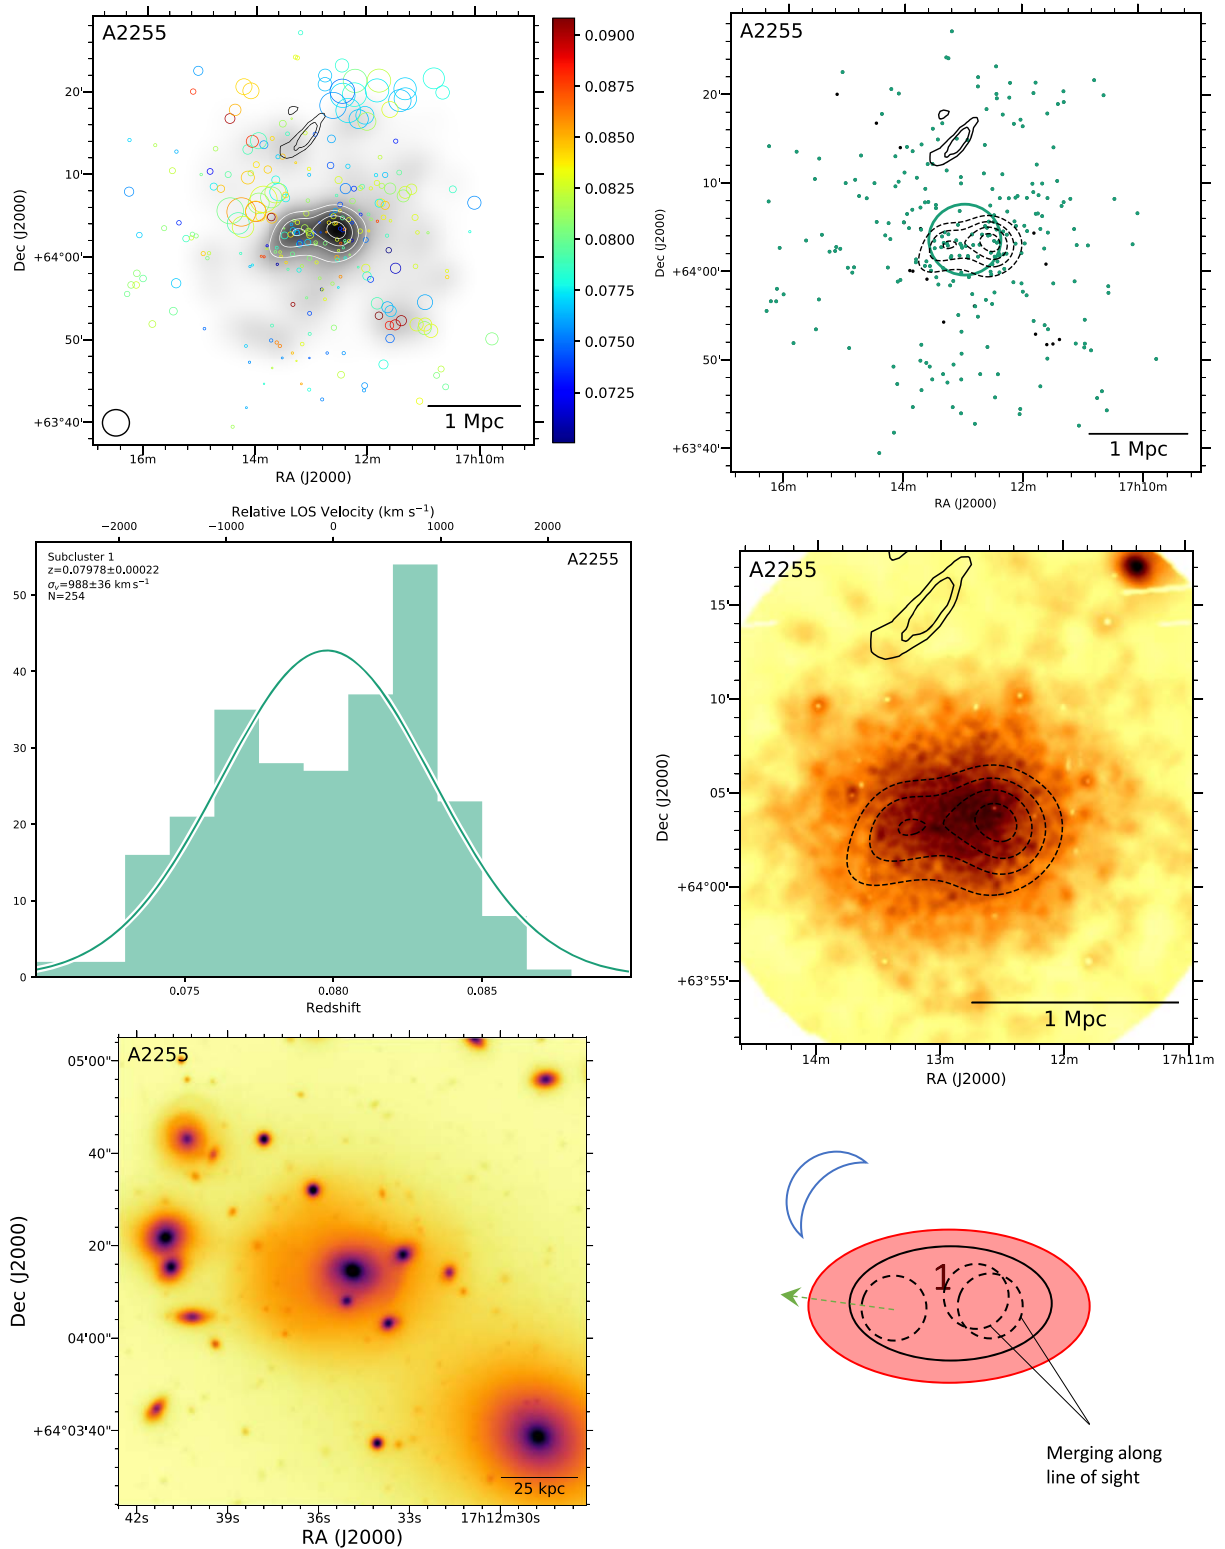 A2255
20'
10'
+64°00'
50'
+63°40'
Dec (J2000)
16m
14m
12m
17h10m
RA (J2000)
1 Mpc
0.0900
0.0875
0.0850
0.0825
0.0800
0.0775
0.0750
0.0725
A2255
20'
10'
+64°00'
50'
+63°40'
Dec (J2000)
16m
14m
12m
17h10m
RA (J2000)
1 Mpc
Relative LOS Velocity (km s⁻¹)
−2000
−1000
0
1000
2000
Subcluster 1
z=0.07978±0.00022
σᵥ=988±36 km s⁻¹
N=254
A2255
50
40
30
20
10
0
0.075
0.080
0.085
Redshift
A2255
15'
10'
05'
+64°00'
+63°55'
Dec (J2000)
1 Mpc
14m
13m
12m
17h11m
RA (J2000)
A2255
05'00"
40"
20"
04'00"
+64°03'40"
Dec (J2000)
25 kpc
42s
39s
36s
33s
17h12m30s
RA (J2000)
1
Merging along
line of sight